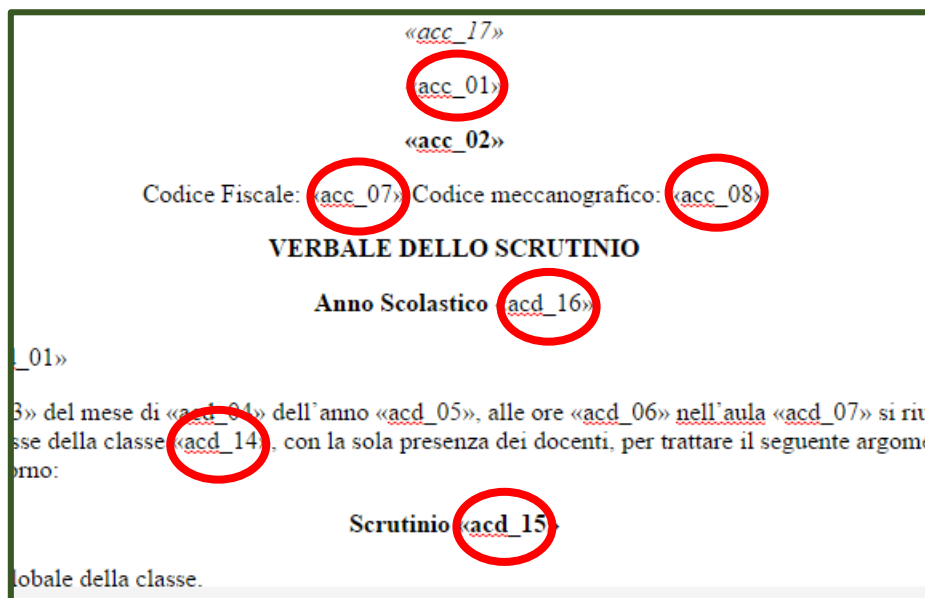 «acc_17»
«acc_01»
«acc_02»
Codice Fiscale: «acc_07» Codice meccanografico: «acc_08»
VERBALE DELLO SCRUTINIO
Anno Scolastico «acd_16»
_01»
3» del mese di «acd_04» dell’anno «acd_05», alle ore «acd_06» nell’aula «acd_07» si riu
sse della classe «acd_14», con la sola presenza dei docenti, per trattare il seguente argome
orno:
Scrutinio «acd_15»
lobale della classe.